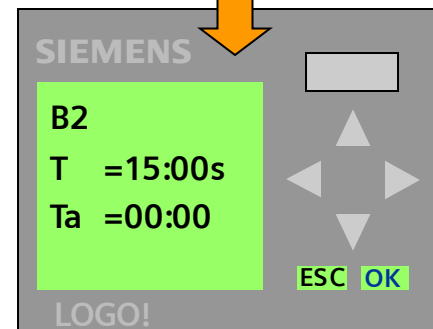 SIEMENS
B2
T =15:00s
Ta =00:00
ESC OK
LOGO!